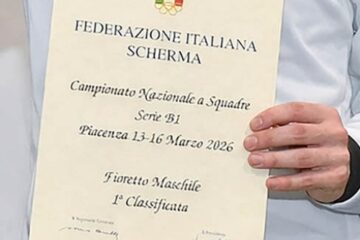 FEDERAZIONE ITALIANA
SCHERMA
Campionato Nazionale a Squadre
Serie B1
Piacenza 13-16 Marzo 2026
Fioretto Maschile
1ª Classificata